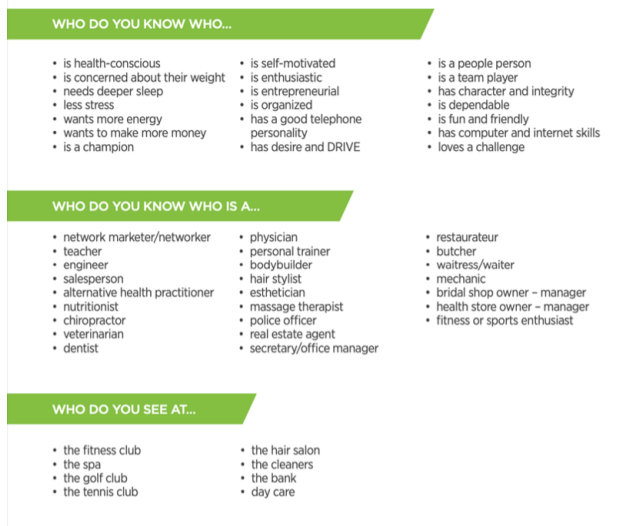 WHO DO YOU KNOW WHO...
• is health-conscious
• is concerned about their weight
• needs deeper sleep
• less stress
• wants more energy
• wants to make more money
• is a champion
• is self-motivated
• is enthusiastic
• is entrepreneurial
• is organized
• has a good telephone
personality
• has desire and DRIVE
• is a people person
• is a team player
• has character and integrity
• is dependable
• is fun and friendly
• has computer and internet skills
• loves a challenge
WHO DO YOU KNOW WHO IS A...
• network marketer/networker
• teacher
• engineer
• salesperson
• alternative health practitioner
• nutritionist
• chiropractor
• veterinarian
• dentist
• physician
• personal trainer
• bodybuilder
• hair stylist
• esthetician
• massage therapist
• police officer
• real estate agent
• secretary/office manager
• restaurateur
• butcher
• waitress/waiter
• mechanic
• bridal shop owner – manager
• health store owner – manager
• fitness or sports enthusiast
WHO DO YOU SEE AT...
• the fitness club
• the spa
• the golf club
• the tennis club
• the hair salon
• the cleaners
• the bank
• day care